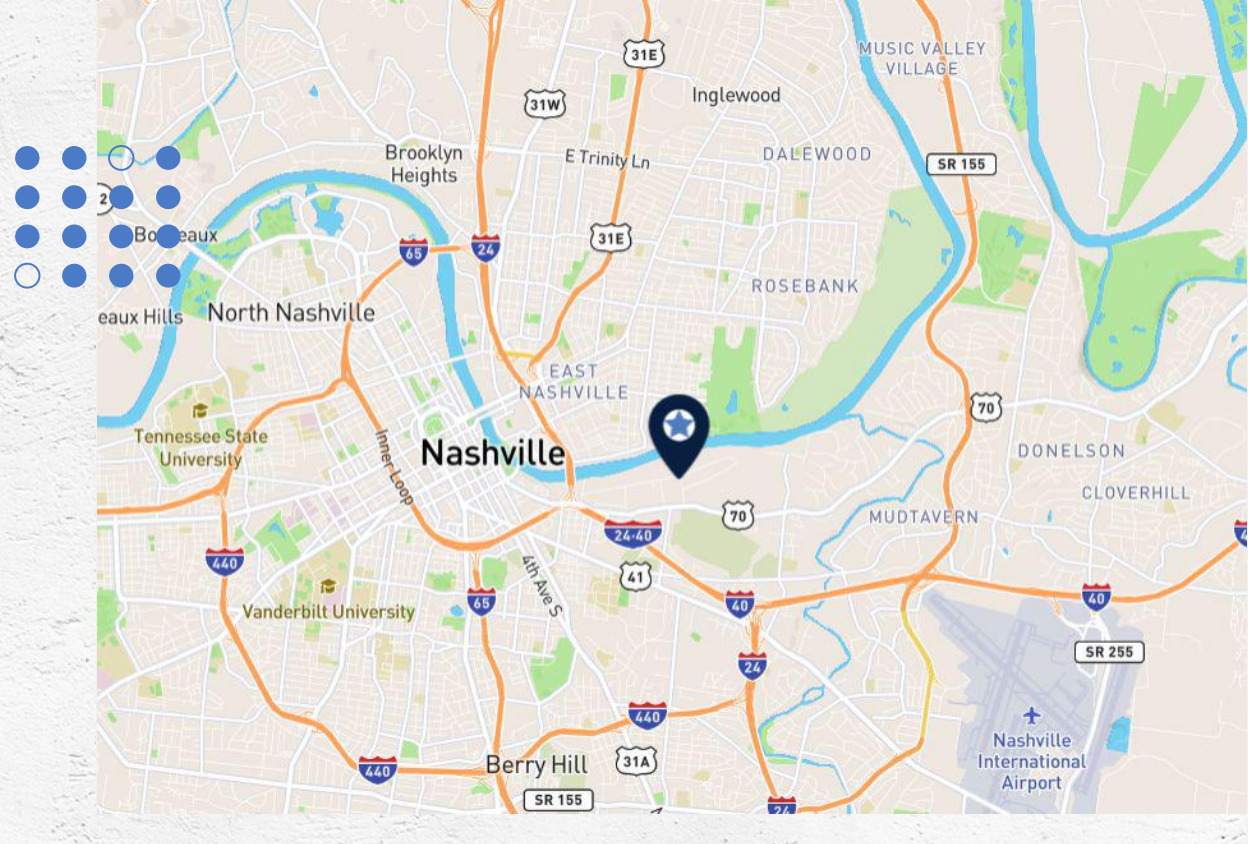 31E
MUSIC VALLEY
VILLAGE
Inglewood
31W
Brooklyn
Heights
E Trinity Ln
DALEWOOD
SR 155
2
Bo eaux
65
24
31E
ROSEBANK
eaux Hills
North Nashville
EAST
NASHVILLE
70
Tennessee State
University
Inner Loop
Nashville
DONELSON
CLOVERHILL
70
MUDTAVERN
24-40
440
4th Ave S
41
Vanderbilt University
65
40
40
24
SR 255
440
Nashville
International
Airport
440
Berry Hill
31A
SR 155
24